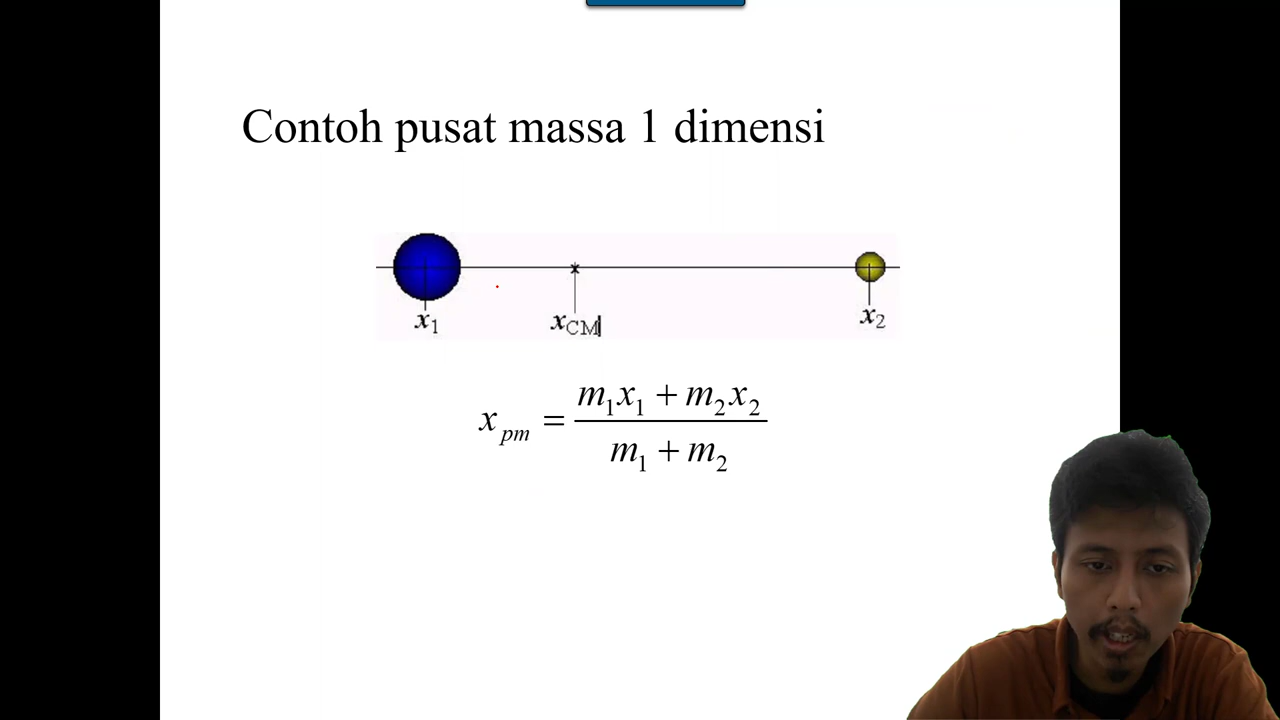 Contoh pusat massa 1 dimensi
x₁ x_CM x₂
x_pm = (m₁x₁ + m₂x₂) / (m₁ + m₂)